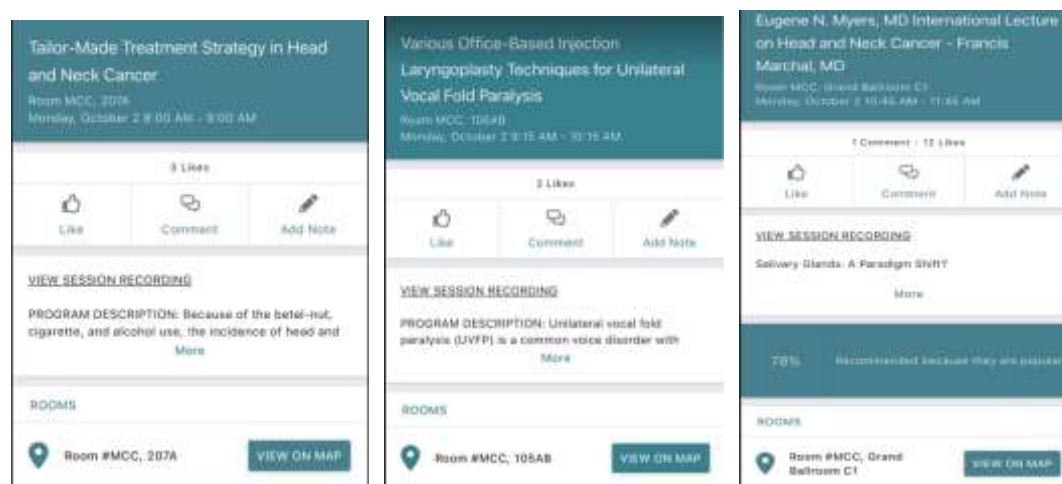 Tailor-Made Treatment Strategy in Head
and Neck Cancer
Room MCC, 207A
Monday, October 2 8:00 AM - 9:00 AM
3 Likes
Like
Comment
Add Note
VIEW SESSION RECORDING
PROGRAM DESCRIPTION: Because of the betel-nut,
cigarette, and alcohol use, the incidence of head and
More
ROOMS
Room #MCC, 207A
VIEW ON MAP
Various Office-Based Injection
Laryngoplasty Techniques for Unilateral
Vocal Fold Paralysis
Room MCC, 105AB
Monday, October 2 9:15 AM - 10:15 AM
3 Likes
Like
Comment
Add Note
VIEW SESSION RECORDING
PROGRAM DESCRIPTION: Unilateral vocal fold
paralysis (UVFP) is a common voice disorder with
More
ROOMS
Room #MCC, 105AB
VIEW ON MAP
Eugene N. Myers, MD International Lecture
on Head and Neck Cancer - Francis
Marchal, MD
Room MCC, Grand Ballroom C1
Monday, October 2 10:45 AM - 11:45 AM
1 Comment - 12 Likes
Like
Comment
Add Note
VIEW SESSION RECORDING
Salivary Glands: A Paradigm Shift?
More
78%
Recommended because they are popular
ROOMS
Room #MCC, Grand
Ballroom C1
VIEW ON MAP